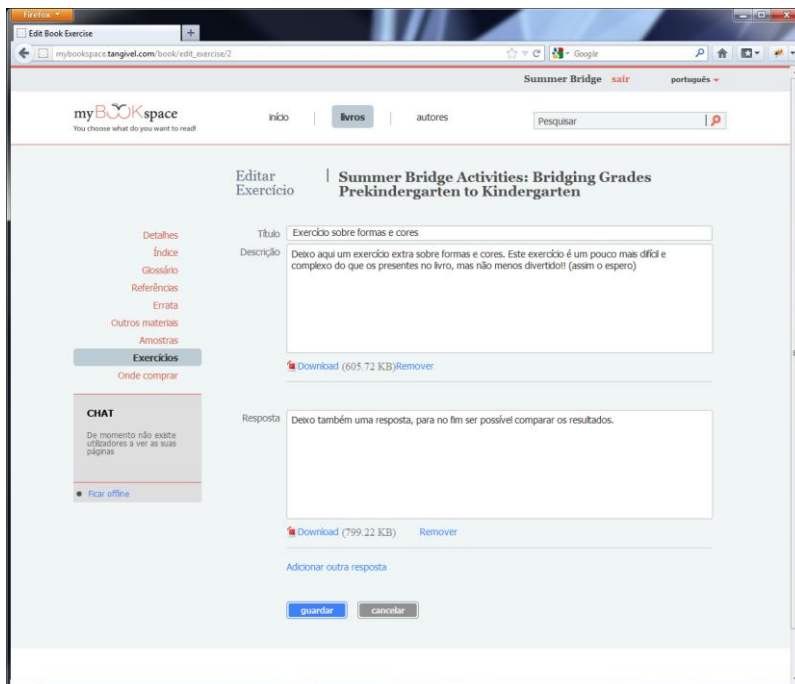 Firefox
Edit Book Exercise
mybookspace.tangivel.com/book/edit_exercise/2
Google
Summer Bridge sair português
myBOOKspace
You choose what do you want to read!
início | livros | autores
Pesquisar
Editar Exercício
Summer Bridge Activities: Bridging Grades
Prekindergarten to Kindergarten
Detalhes
Índice
Glossário
Referências
Errata
Outros materiais
Amostras
Exercícios
Onde comprar
CHAT
De momento não existe
utilizadores a ver as suas
páginas
Ficar offline
Título Exercício sobre formas e cores
Descrição Deixo aqui um exercício extra sobre formas e cores. Este exercício é um pouco mais difícil e
complexo do que os presentes no livro, mas não menos divertido!! (assim o espero)
Download (605.72 KB)Remover
Resposta Deixo também uma resposta, para no fim ser possível comparar os resultados.
Download (799.22 KB) Remover
Adicionar outra resposta
guardar cancelar